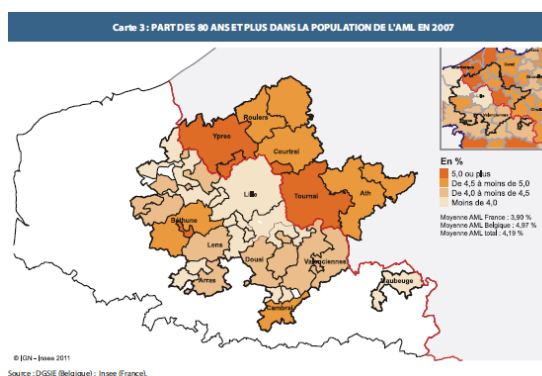 Carte 3 : PART DES 80 ANS ET PLUS DANS LA POPULATION DE L'AML EN 2007
Roulers
Ypres
Courtrai
Lille
Tournai
Ath
Béthune
Lens
Douai
Valenciennes
Arras
Maubeuge
Cambrai
Lille
En %
5,0 ou plus
De 4,5 à moins de 5,0
De 4,0 à moins de 4,5
Moins de 4,0
Moyenne AML France : 3,93 %
Moyenne AML Belgique : 4,97 %
Moyenne AML total : 4,19 %
© IGN - Insee 2011
Source : DGSIE (Belgique) ; Insee (France).